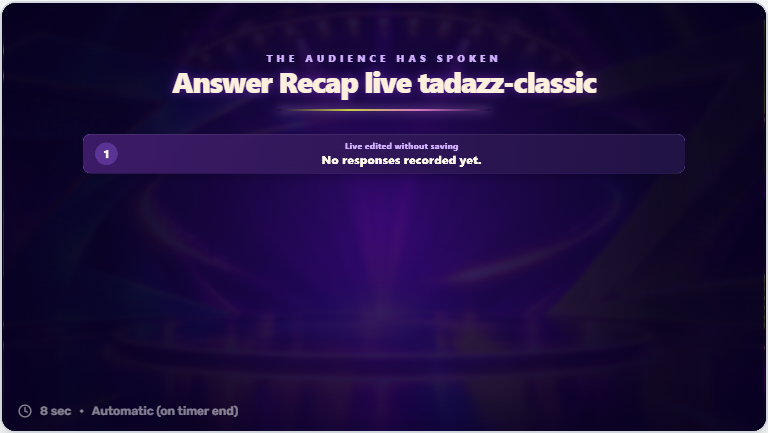 THE AUDIENCE HAS SPOKEN
Answer Recap live tadazz-classic
1
Live edited without saving
No responses recorded yet.
8 sec • Automatic (on timer end)